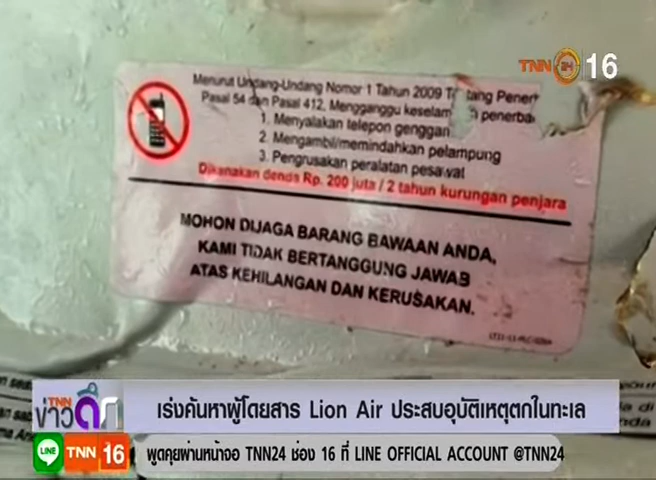 TNN 24 16
Menurut Undang-Undang Nomor 1 Tahun 2009
Pasal 54 dan Pasal 412, Mengganggu
1. Menyalakan telepon
2. Mengambil/memindahkan pelampung
3. Pengrusakan peralatan pesawat
Dikanakan denda Rp. 200 juta / 2 tahun kurungan penjara
MOHON DIJAGA BARANG BAWAAN ANDA,
KAMI TIDAK BERTANGGUNG JAWAB
ATAS KEHILANGAN DAN KERUSAKAN.
TNN
ข่าวดึก
เร่งค้นหาผู้โดยสาร Lion Air ประสบอุบัติเหตุตกในทะเล
LINE TNN 16
พูดคุยผ่านหน้าจอ TNN24 ช่อง 16 ที่ LINE OFFICIAL ACCOUNT @TNN24